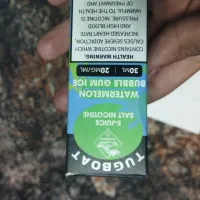 TUGBOAT
E-JUICE
SALT NICOTINE
WATERMELON
BUBBLE GUM ICE
30ML 20MG/ML
HEALTH WARNING:
CONTAINS NICOTINE WHICH
CAUSES SEVERE ADDICTION,
INCREASED HEART RATE
AND HIGH BLOOD
PRESSURE. NICOTINE IS
HARMFUL TO THE HEALTH
OF PREGNANT AND